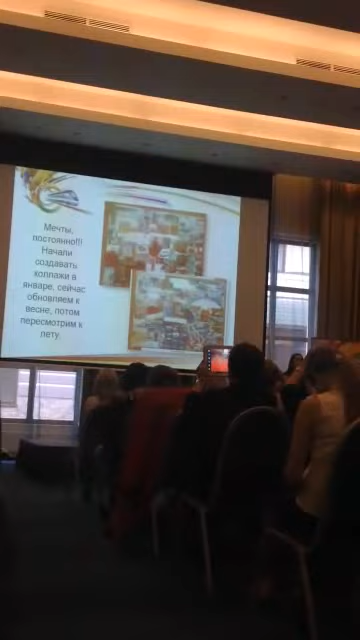 Мечты,
постоянно!!!
Начали
создавать
коллажи в
январе, сейчас
обновляем к
весне, потом
пересмотрим к
лету.